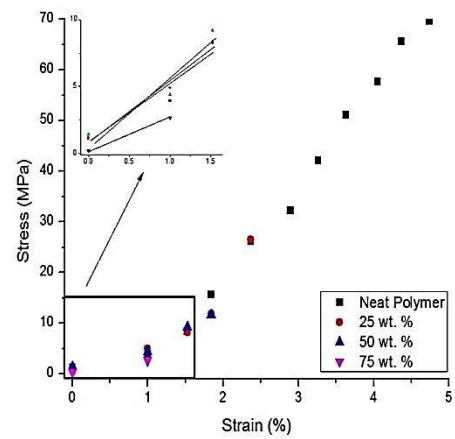 70
60
50
40
30
20
10
0
Stress (MPa)
10
5
0
0.0 0.5 1.0 1.5
Neat Polymer
25 wt. %
50 wt. %
75 wt. %
0 1 2 3 4 5
Strain (%)